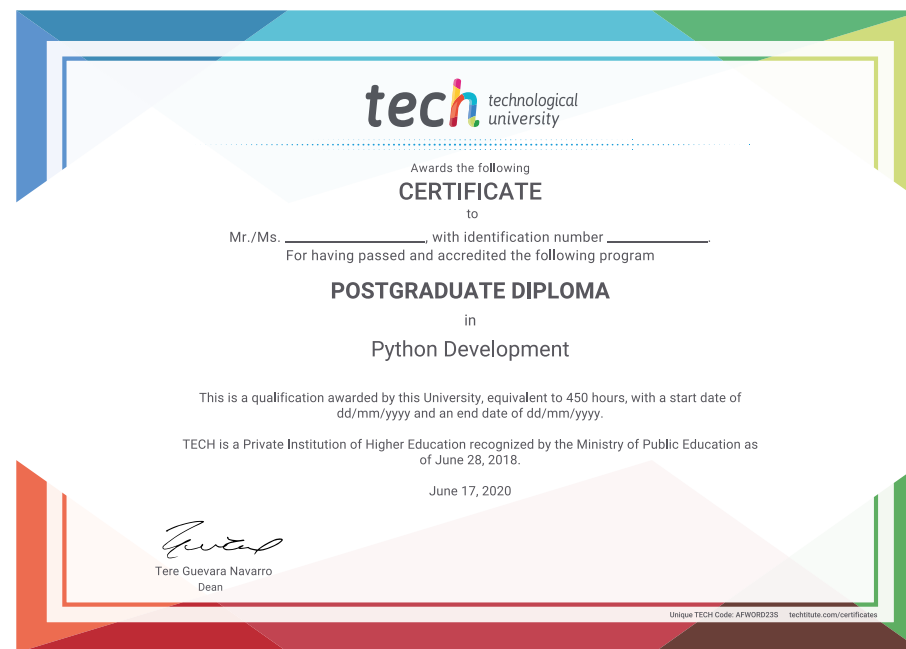 tech technological
university
Awards the following
CERTIFICATE
to
Mr./Ms. ____________________, with identification number ______________.
For having passed and accredited the following program
POSTGRADUATE DIPLOMA
in
Python Development
This is a qualification awarded by this University, equivalent to 450 hours, with a start date of
dd/mm/yyyy and an end date of dd/mm/yyyy.
TECH is a Private Institution of Higher Education recognized by the Ministry of Public Education as
of June 28, 2018.
June 17, 2020
Tere Guevara Navarro
Dean
Unique TECH Code: AFWORD23S techtitute.com/certificates